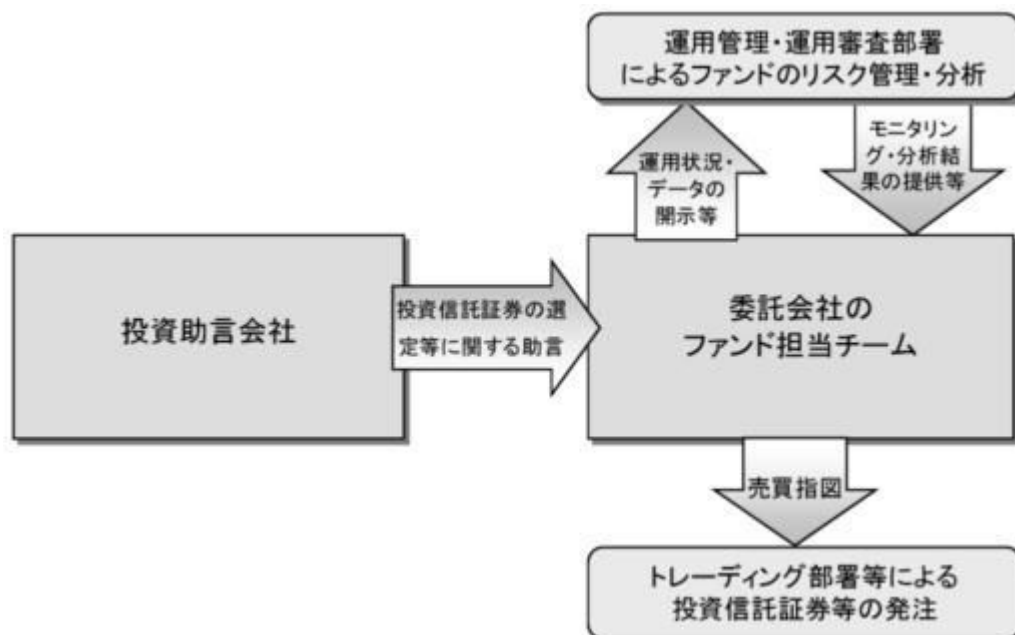 運用管理・運用審査部署
によるファンドのリスク管理・分析
運用状況・
データの
開示等
モニタリン
グ・分析結
果の提供等
投資助言会社
投資信託証券の選
定等に関する助言
委託会社の
ファンド担当チーム
売買指図
トレーディング部署等による
投資信託証券等の発注